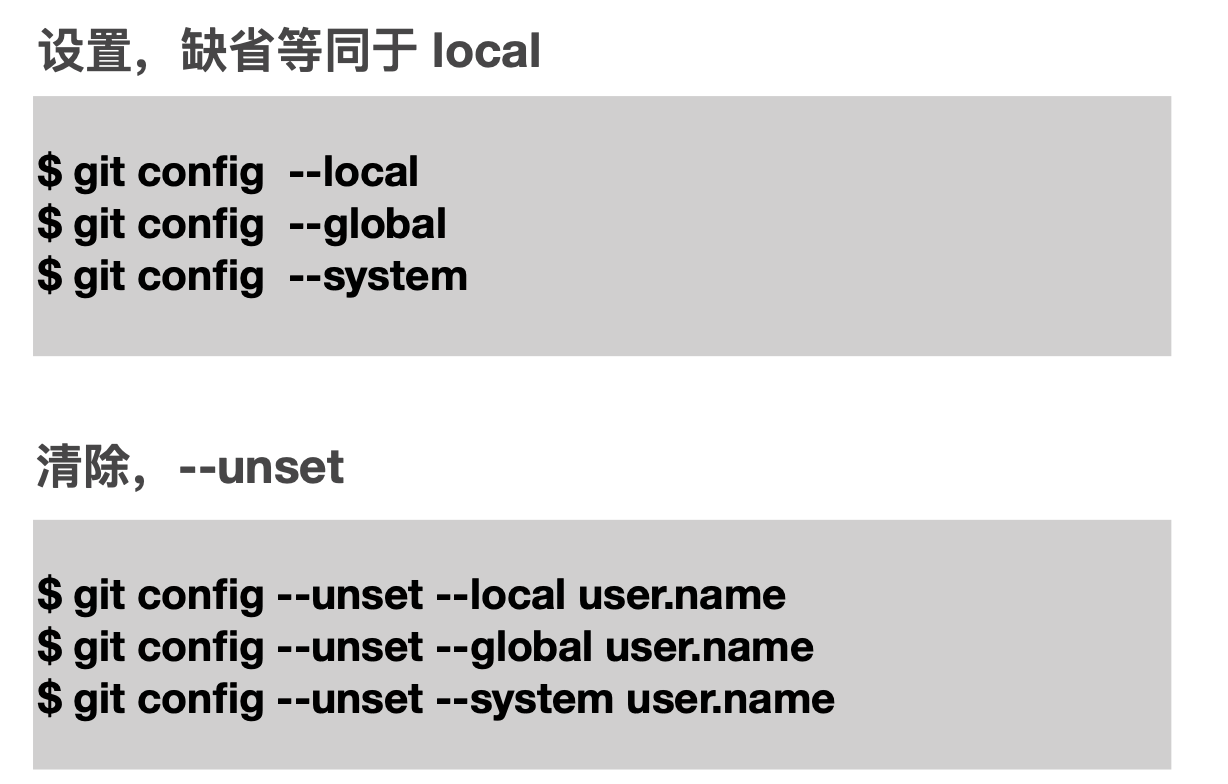 设置，缺省等同于 local
$ git config  --local
$ git config  --global
$ git config  --system
清除，--unset
$ git config --unset --local user.name
$ git config --unset --global user.name
$ git config --unset --system user.name